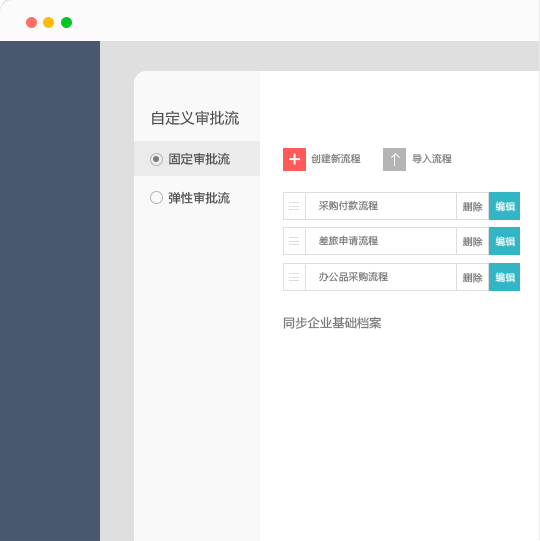 自定义审批流
固定审批流
弹性审批流
创建新流程 导入流程
采购付款流程 删除 编辑
差旅申请流程 删除 编辑
办公品采购流程 删除 编辑
同步企业基础档案